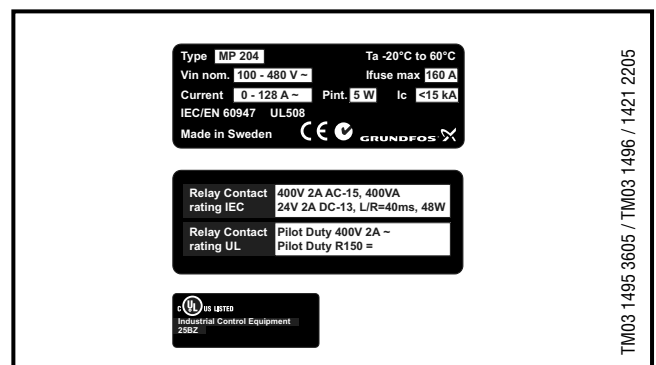 Type MP 204 Ta -20°C to 60°C
Vin nom. 100 - 480 V ~ Ifuse max 160 A
Current 0 - 128 A ~ Pint. 5 W Ic <15 kA
IEC/EN 60947 UL508
Made in Sweden CE GRUNDFOS
Relay Contact rating IEC
400V 2A AC-15, 400VA
24V 2A DC-13, L/R=40ms, 48W
Relay Contact rating UL
Pilot Duty 400V 2A ~
Pilot Duty R150 =
C UL US LISTED
Industrial Control Equipment
25BZ
TM03 1495 3605 / TM03 1496 / 1421 2205